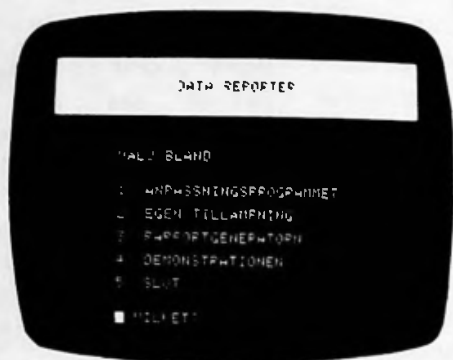 DATA REPORTER
VALJ BLAND
1 ANPASSNINGSPROGRAMMET
2 EGEN TILLAMPNING
3 RAPPORTGENERATORN
4 DEMONSTRATIONEN
5 SLUT
VILKET?